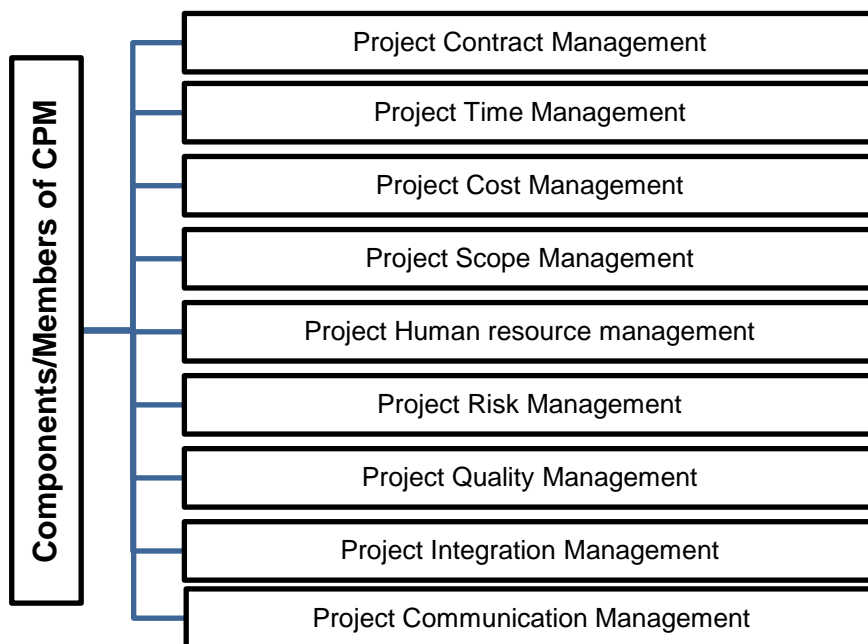 Components/Members of CPM
Project Contract Management
Project Time Management
Project Cost Management
Project Scope Management
Project Human resource management
Project Risk Management
Project Quality Management
Project Integration Management
Project Communication Management